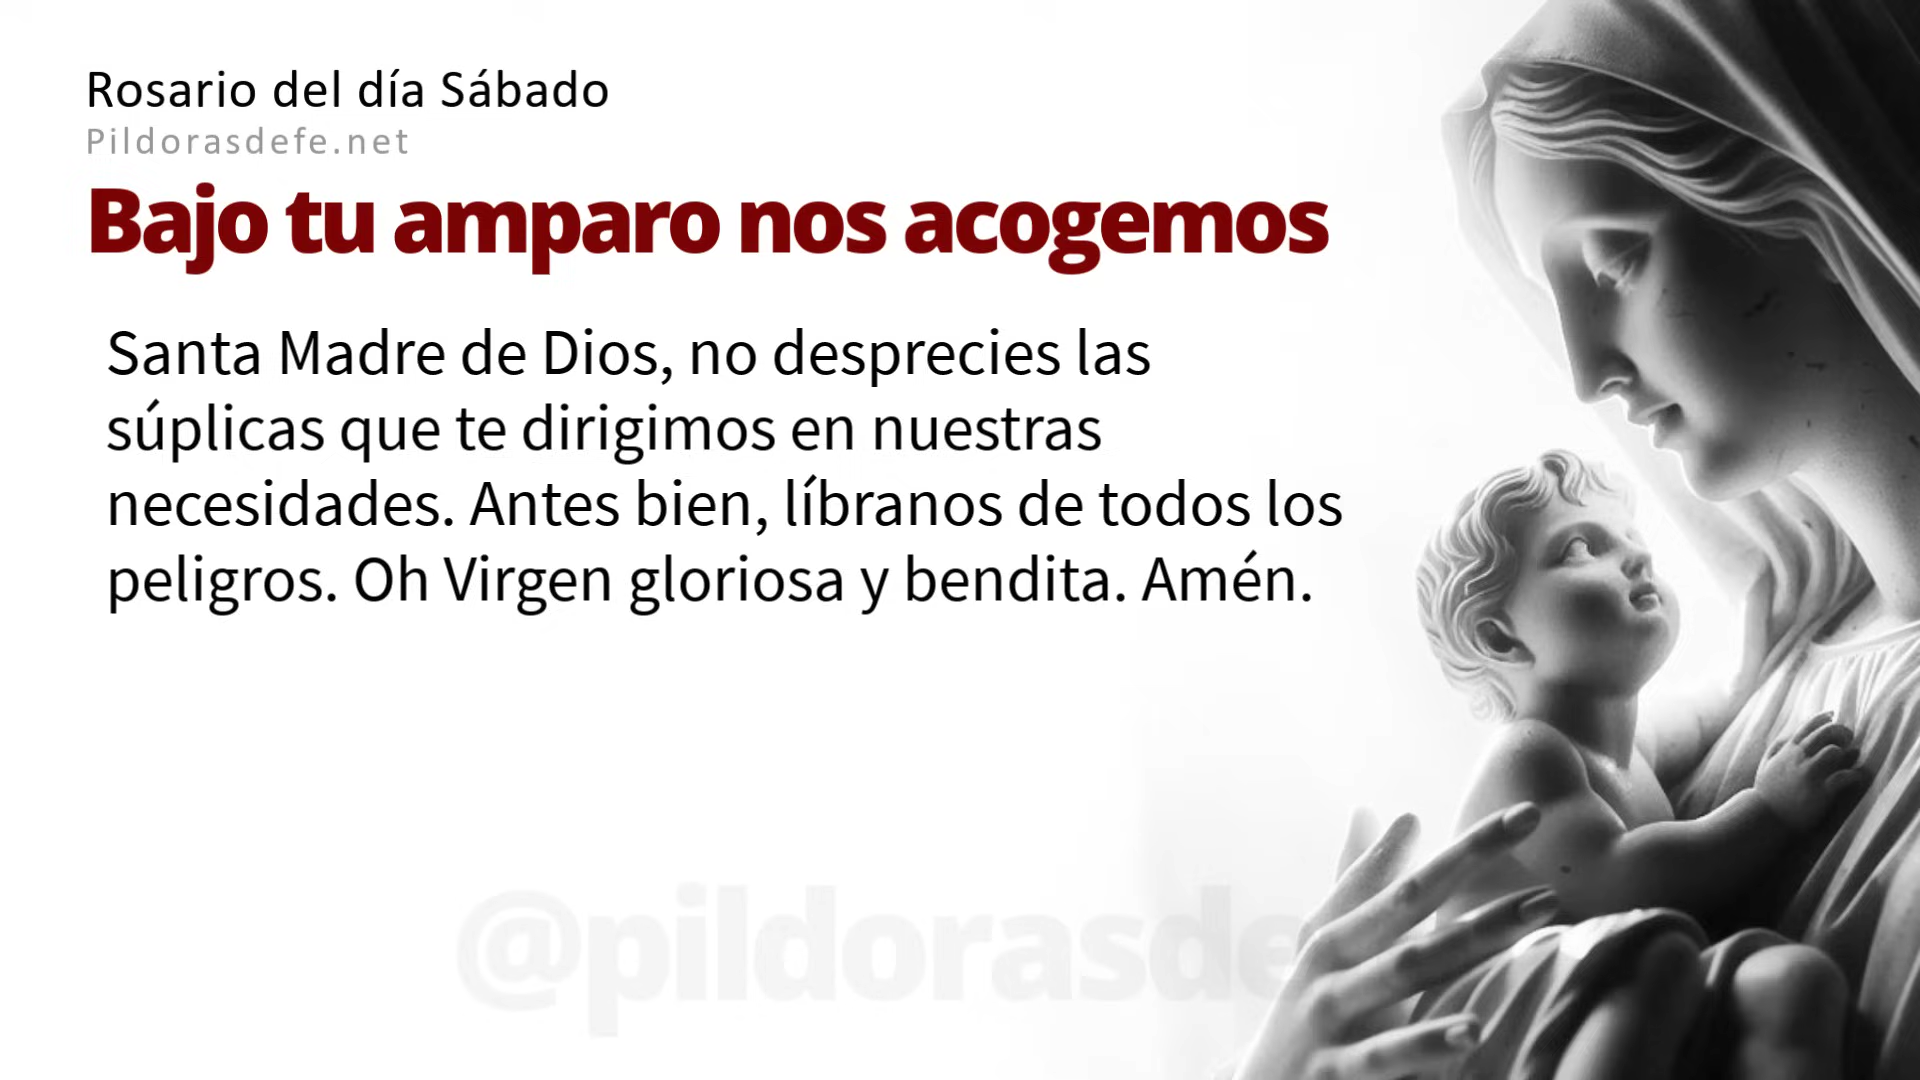 Rosario del día Sábado
Pildorasdefe.net
Bajo tu amparo nos acogemos
Santa Madre de Dios, no desprecies las
súplicas que te dirigimos en nuestras
necesidades. Antes bien, líbranos de todos los
peligros. Oh Virgen gloriosa y bendita. Amén.
@pildorasde